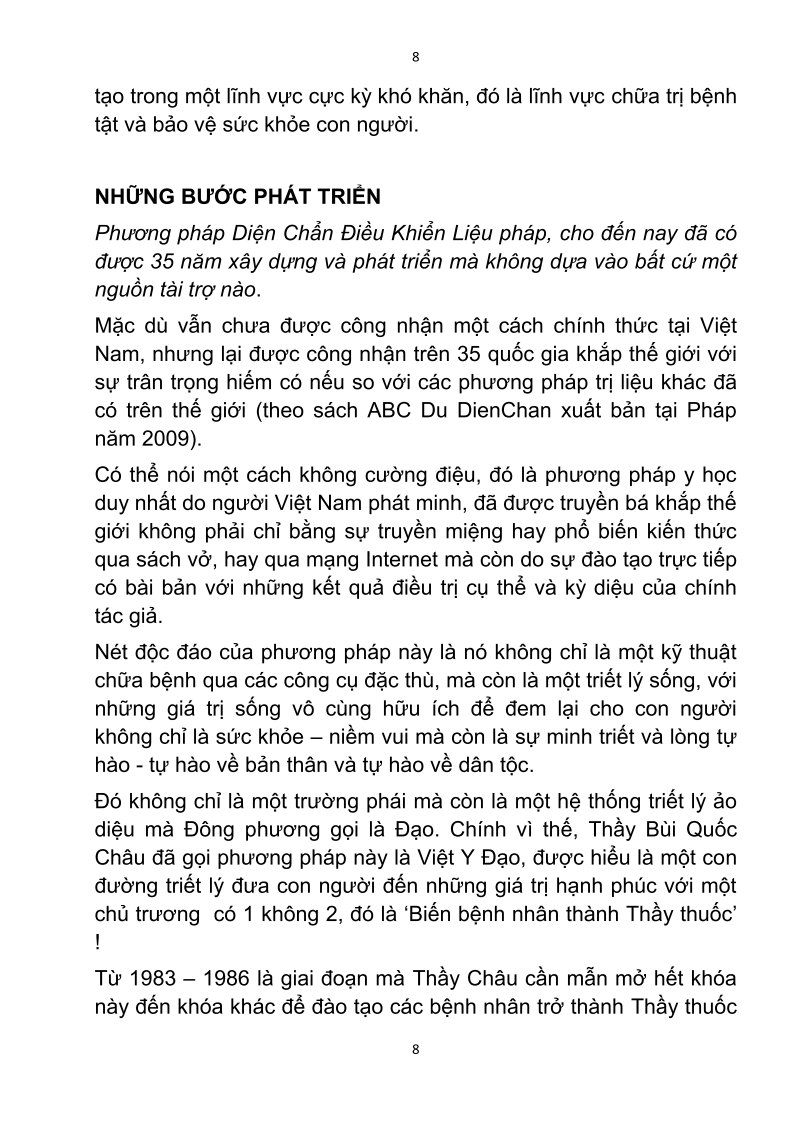 8
tạo trong một lĩnh vực cực kỳ khó khăn, đó là lĩnh vực chữa trị bệnh
tật và bảo vệ sức khỏe con người.
NHỮNG BƯỚC PHÁT TRIỂN
Phương pháp Diện Chẩn Điều Khiển Liệu pháp, cho đến nay đã có
được 35 năm xây dựng và phát triển mà không dựa vào bất cứ một
nguồn tài trợ nào.
Mặc dù vẫn chưa được công nhận một cách chính thức tại Việt
Nam, nhưng lại được công nhận trên 35 quốc gia khắp thế giới với
sự trân trọng hiếm có nếu so với các phương pháp trị liệu khác đã
có trên thế giới (theo sách ABC Du DienChan xuất bản tại Pháp
năm 2009).
Có thể nói một cách không cường điệu, đó là phương pháp y học
duy nhất do người Việt Nam phát minh, đã được truyền bá khắp thế
giới không phải chỉ bằng sự truyền miệng hay phổ biến kiến thức
qua sách vở, hay qua mạng Internet mà còn do sự đào tạo trực tiếp
có bài bản với những kết quả điều trị cụ thể và kỳ diệu của chính
tác giả.
Nét độc đáo của phương pháp này là nó không chỉ là một kỹ thuật
chữa bệnh qua các công cụ đặc thù, mà còn là một triết lý sống, với
những giá trị sống vô cùng hữu ích để đem lại cho con người
không chỉ là sức khỏe – niềm vui mà còn là sự minh triết và lòng tự
hào - tự hào về bản thân và tự hào về dân tộc.
Đó không chỉ là một trường phái mà còn là một hệ thống triết lý ảo
diệu mà Đông phương gọi là Đạo. Chính vì thế, Thầy Bùi Quốc
Châu đã gọi phương pháp này là Việt Y Đạo, được hiểu là một con
đường triết lý đưa con người đến những giá trị hạnh phúc với một
chủ trương  có 1 không 2, đó là ‘Biến bệnh nhân thành Thầy thuốc’
!
Từ 1983 – 1986 là giai đoạn mà Thầy Châu cần mẫn mở hết khóa
này đến khóa khác để đào tạo các bệnh nhân trở thành Thầy thuốc
8